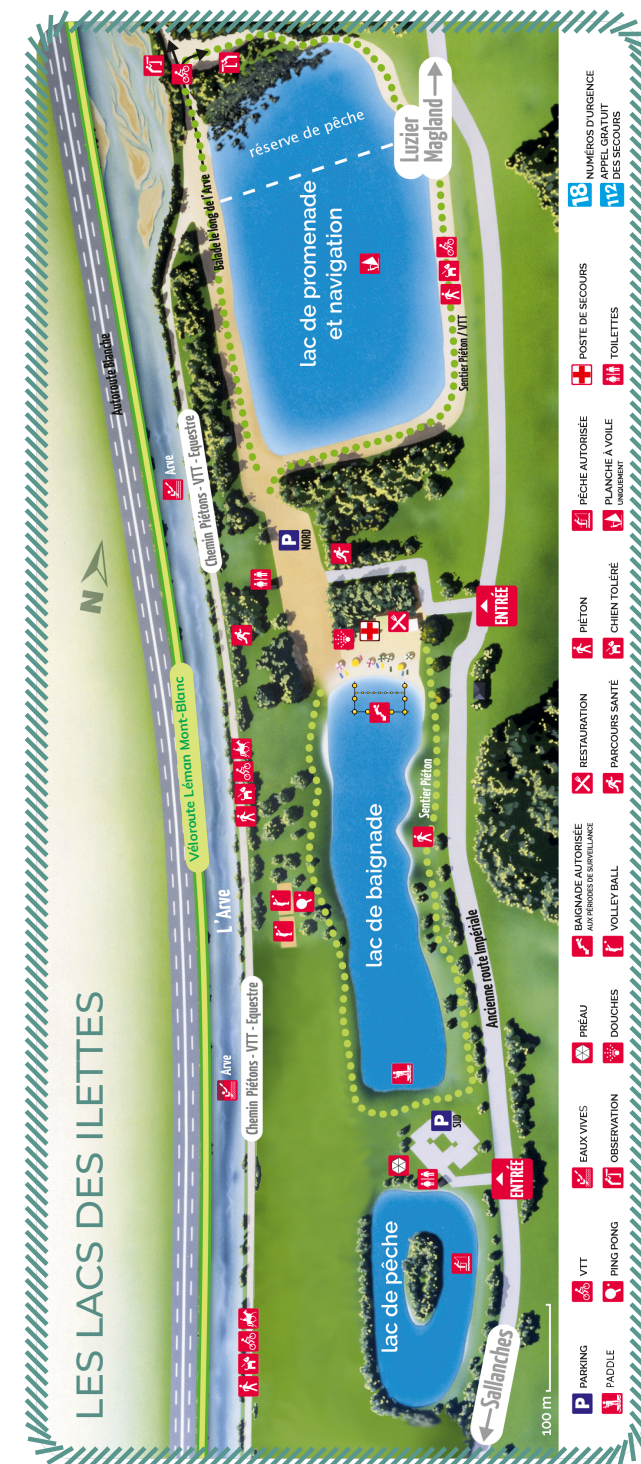 LES LACS DES ILETTES
N
Autoroute Blanche
Véloroute Léman Mont-Blanc
Arve
L'Arve
Arve
Chemin Piétons - VTT - Equestre
Chemin Piétons - VTT - Equestre
Balade le long de l'Arve
réserve de pêche
lac de promenade
et navigation
Sentier Piéton / VTT
Luzier
Magland
P
NORD
ENTRÉE
lac de baignade
Sentier Piéton
Ancienne route Impériale
P
SUD
ENTRÉE
lac de pêche
Sallanches
100 m
P PARKING
PADDLE
VTT
PING PONG
EAUX VIVES
OBSERVATION
PRÉAU
DOUCHES
BAIGNADE AUTORISÉE
AUX PÉRIODES DE SURVEILLANCE
VOLLEY BALL
RESTAURATION
PARCOURS SANTÉ
PIÉTON
CHIEN TOLÉRÉ
PÊCHE AUTORISÉE
PLANCHE À VOILE
UNIQUEMENT
POSTE DE SECOURS
TOILETTES
18 NUMÉROS D'URGENCE
112 APPEL GRATUIT
DES SECOURS